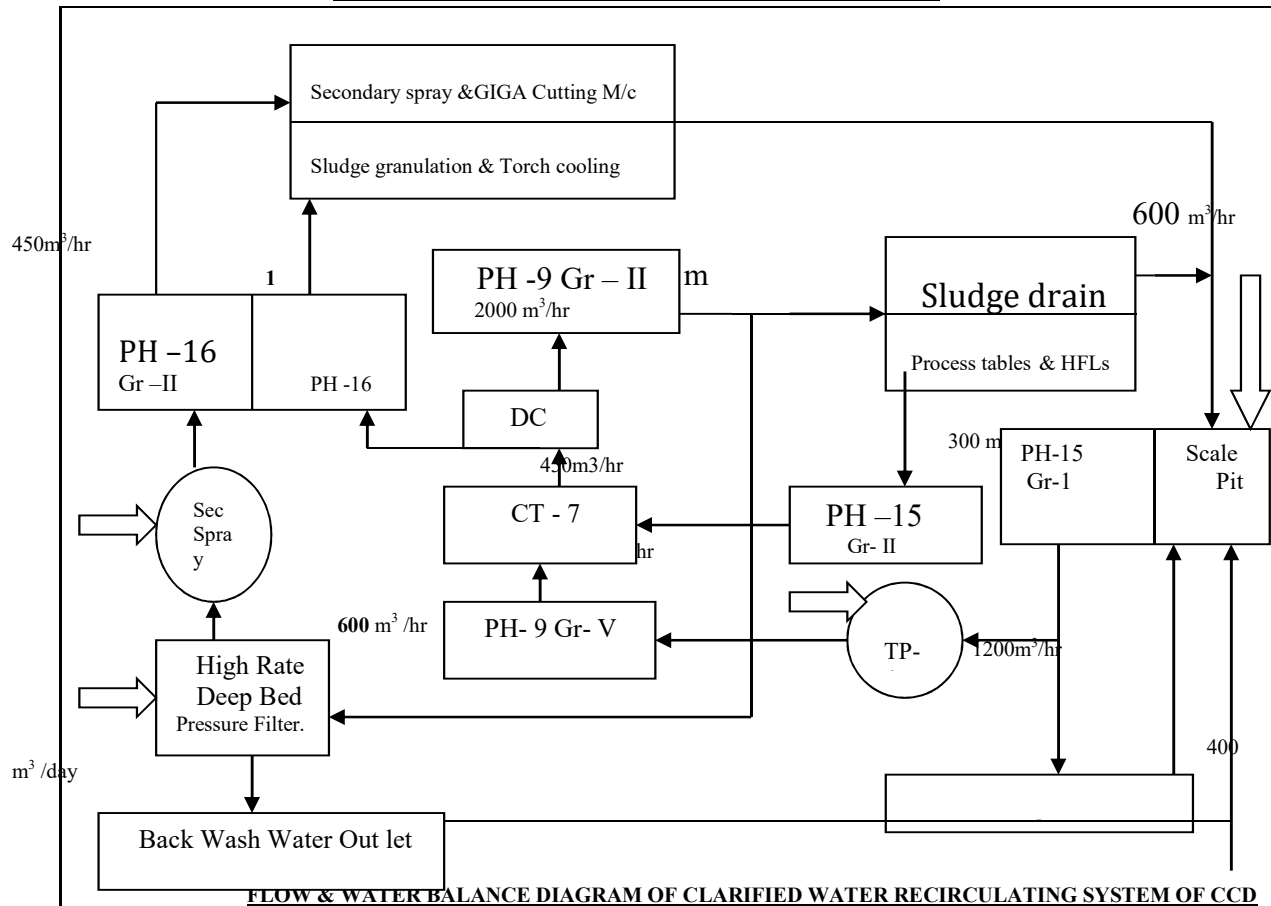 Secondary spray &GIGA Cutting M/c
Sludge granulation & Torch cooling
600 m³/hr
450m³/hr
1
PH -9 Gr – II
m
2000 m³/hr
Sludge drain
Process tables & HFLs
PH –16
Gr –II
PH -16
DC
450m3/hr
300 m
PH-15
Gr-1
Scale
Pit
Sec
Spra
y
CT - 7
hr
PH –15
Gr- II
600 m³ /hr
PH- 9 Gr- V
TP-
1200m³/hr
High Rate
Deep Bed
Pressure Filter.
400
m³ /day
Back Wash Water Out let
FLOW & WATER BALANCE DIAGRAM OF CLARIFIED WATER RECIRCULATING SYSTEM OF CCD